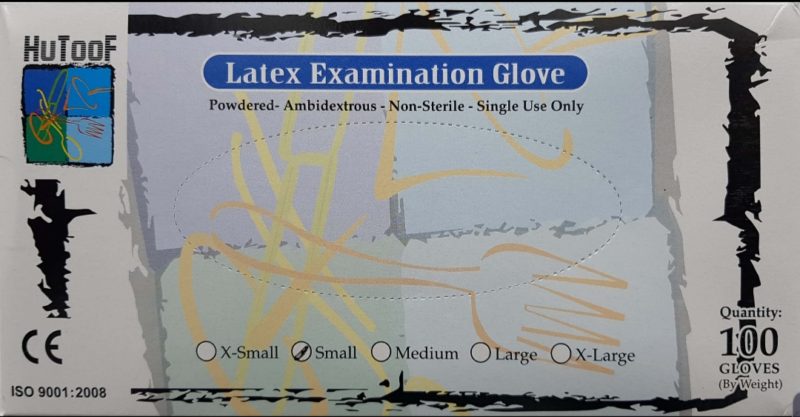 HuTooF
Latex Examination Glove
Powdered- Ambidextrous - Non-Sterile - Single Use Only
X-Small Small Medium Large X-Large
Quantity:
100
GLOVES
(By Weight)
CE
ISO 9001:2008